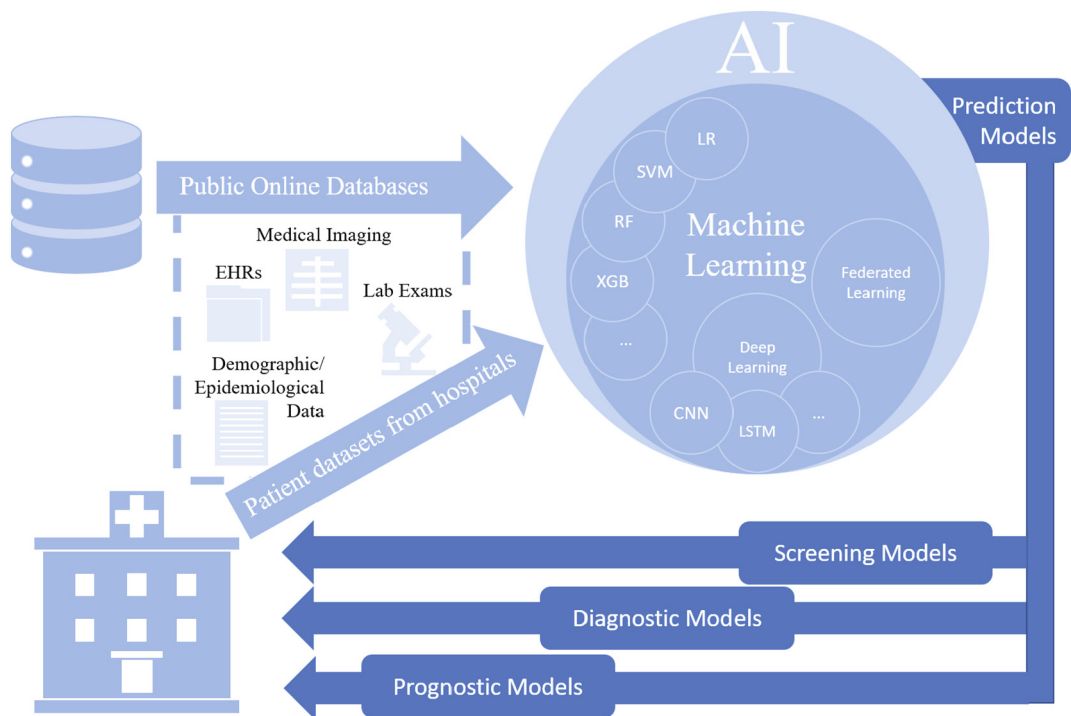 AI
Prediction
Models
LR
SVM
Public Online Databases
RF
Machine
Learning
Medical Imaging
EHRs
XGB
Federated
Learning
Lab Exams
...
Deep
Learning
Demographic/
Epidemiological
Data
CNN
LSTM
...
Patient datasets from hospitals
Screening Models
Diagnostic Models
Prognostic Models